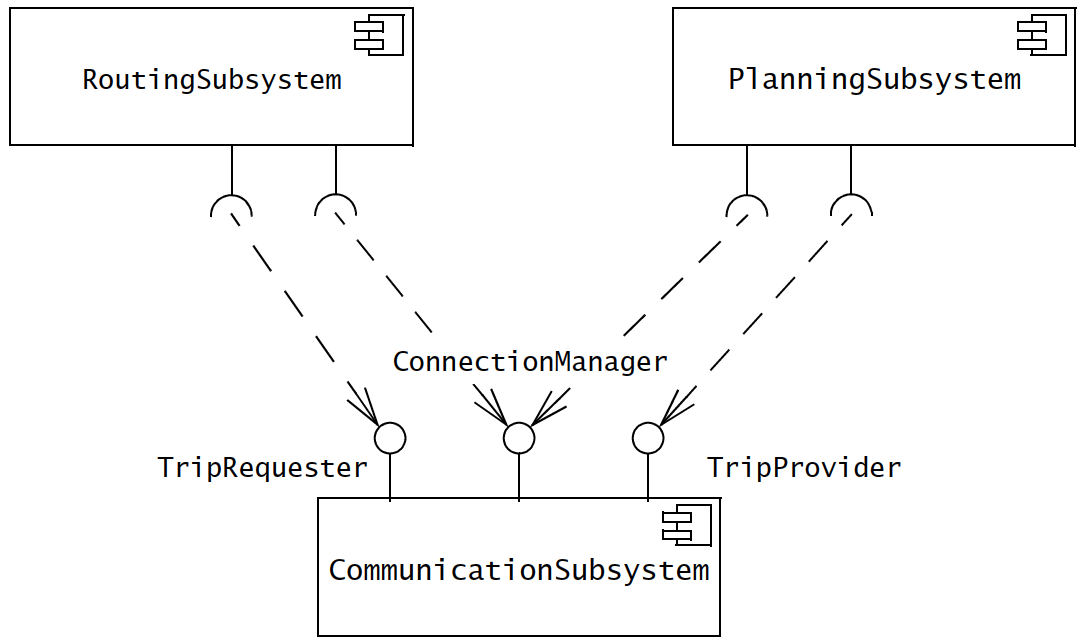 RoutingSubsystem
PlanningSubsystem
ConnectionManager
TripRequester
TripProvider
CommunicationSubsystem